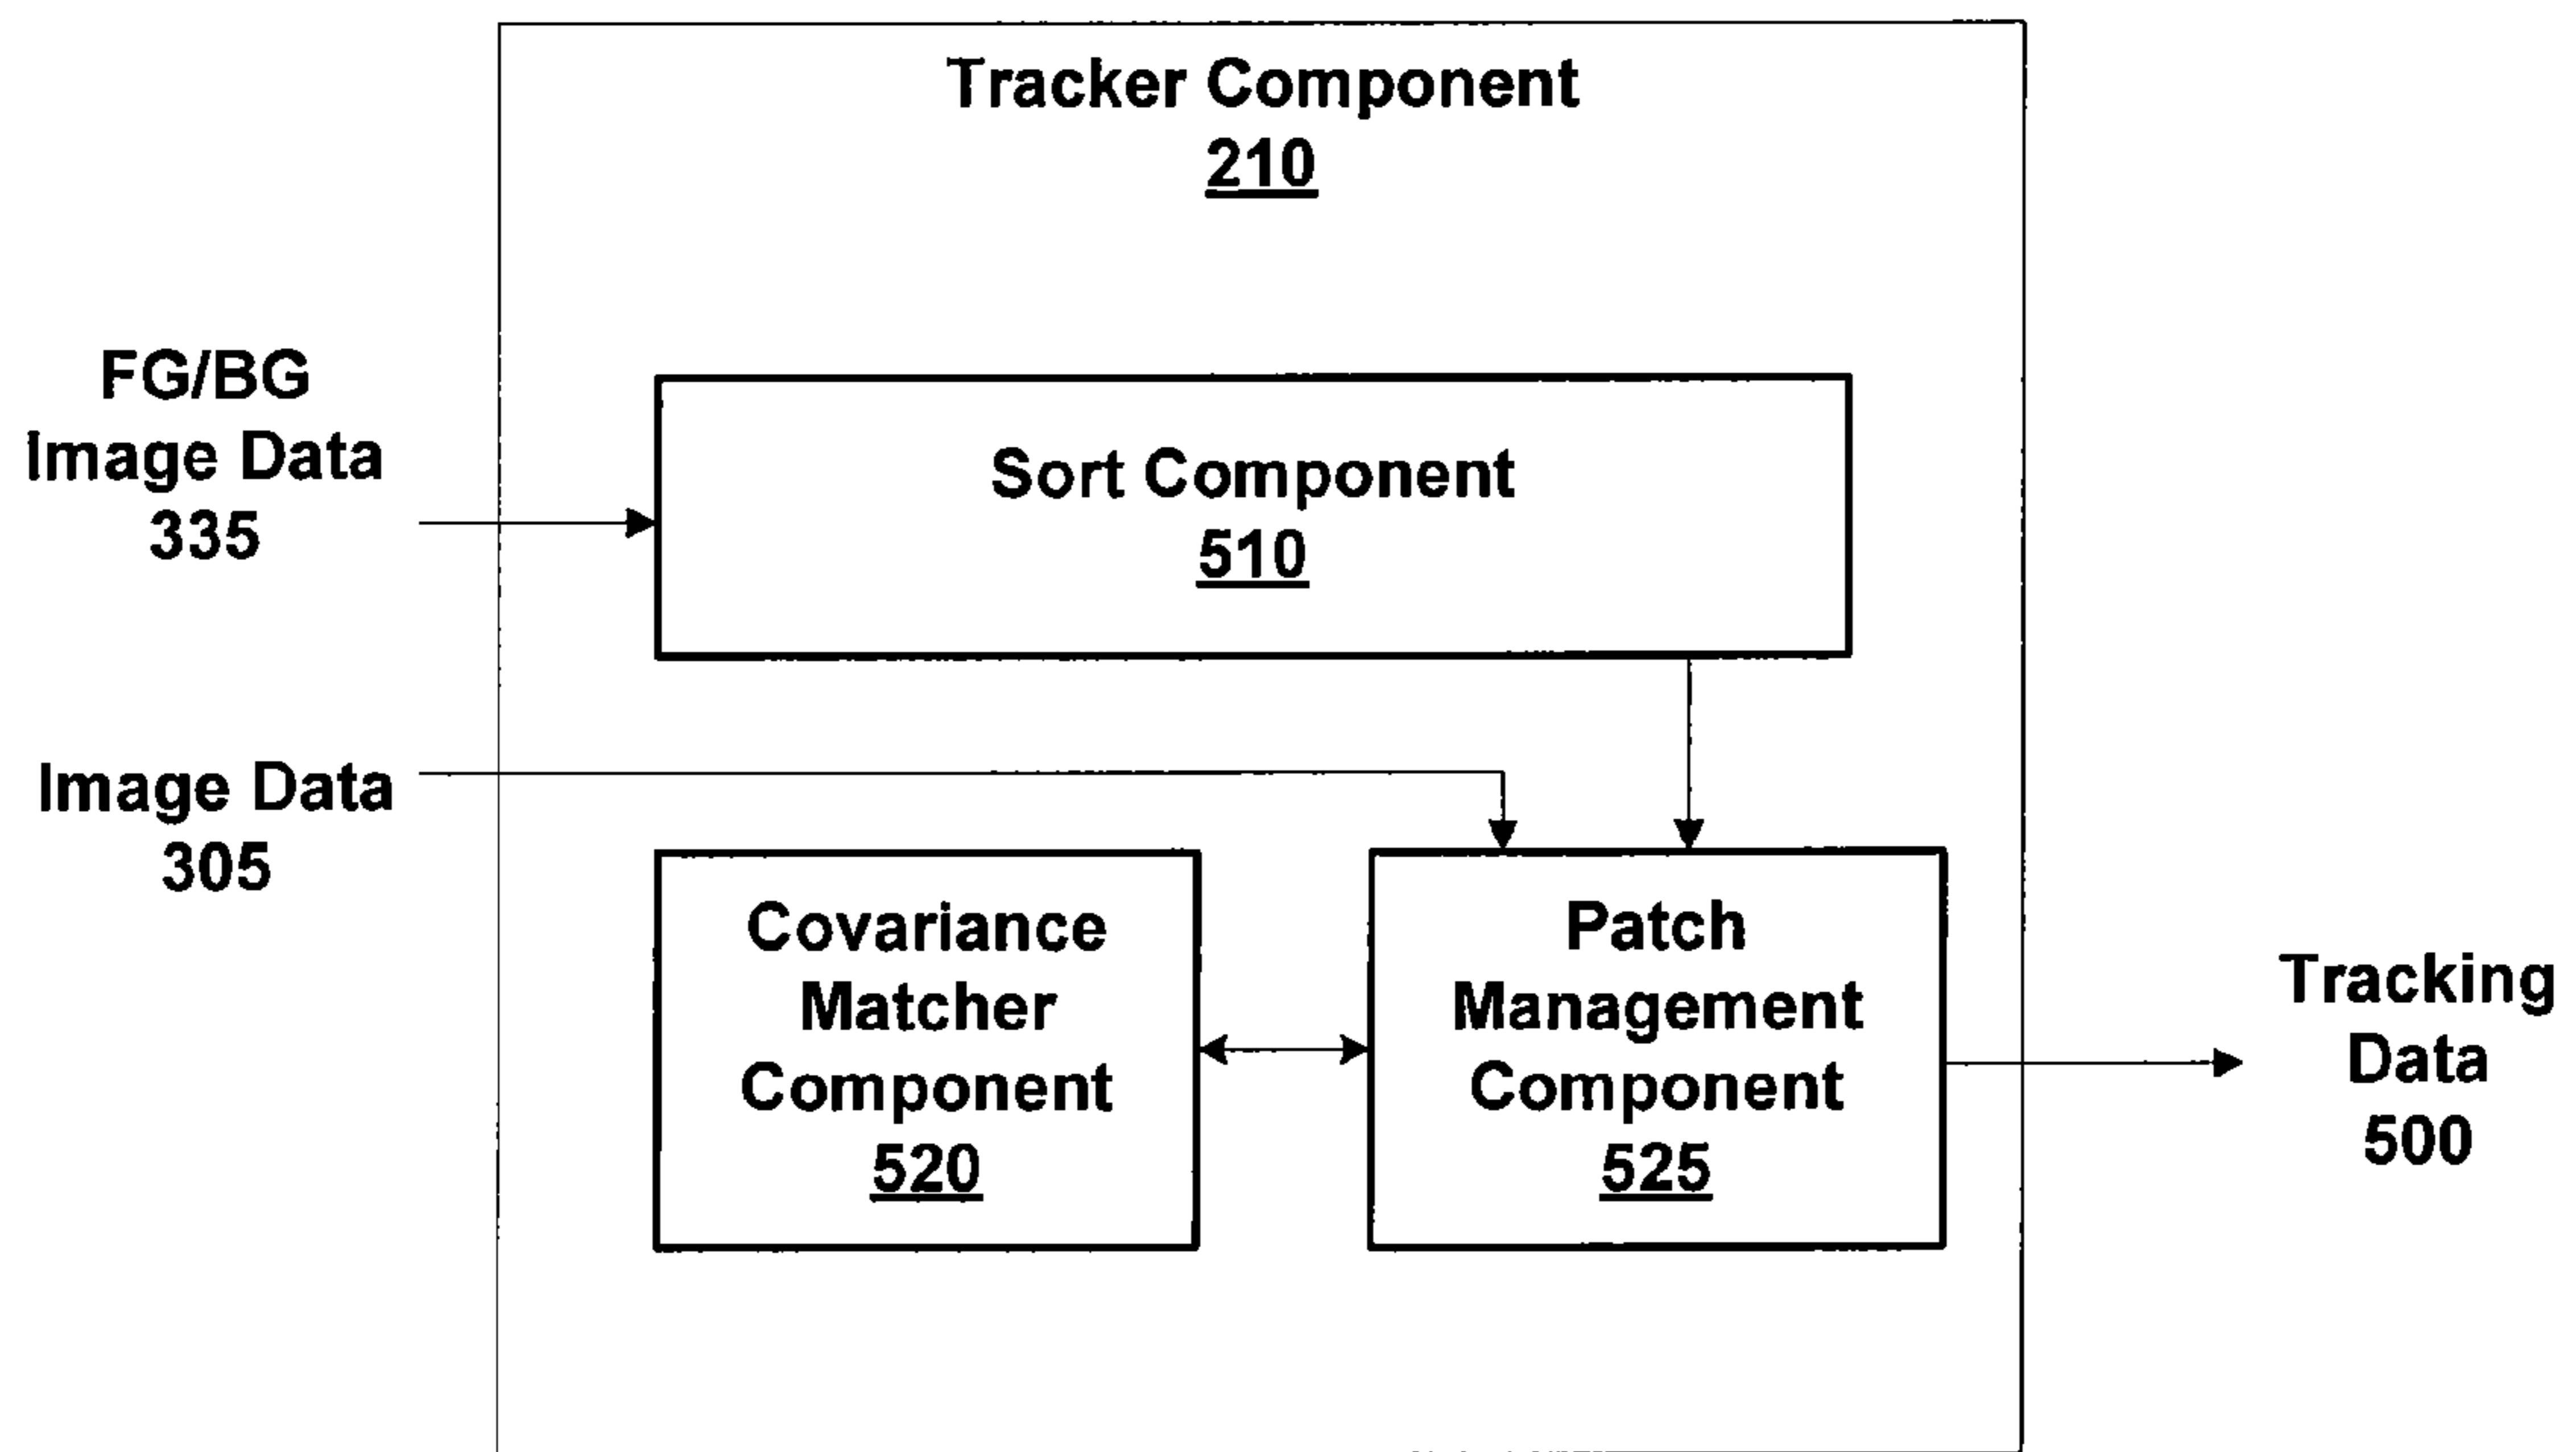 Tracker Component
210
FG/BG
Image Data
335
Sort Component
510
Image Data
305
Covariance
Matcher
Component
520
Patch
Management
Component
525
Tracking
Data
500